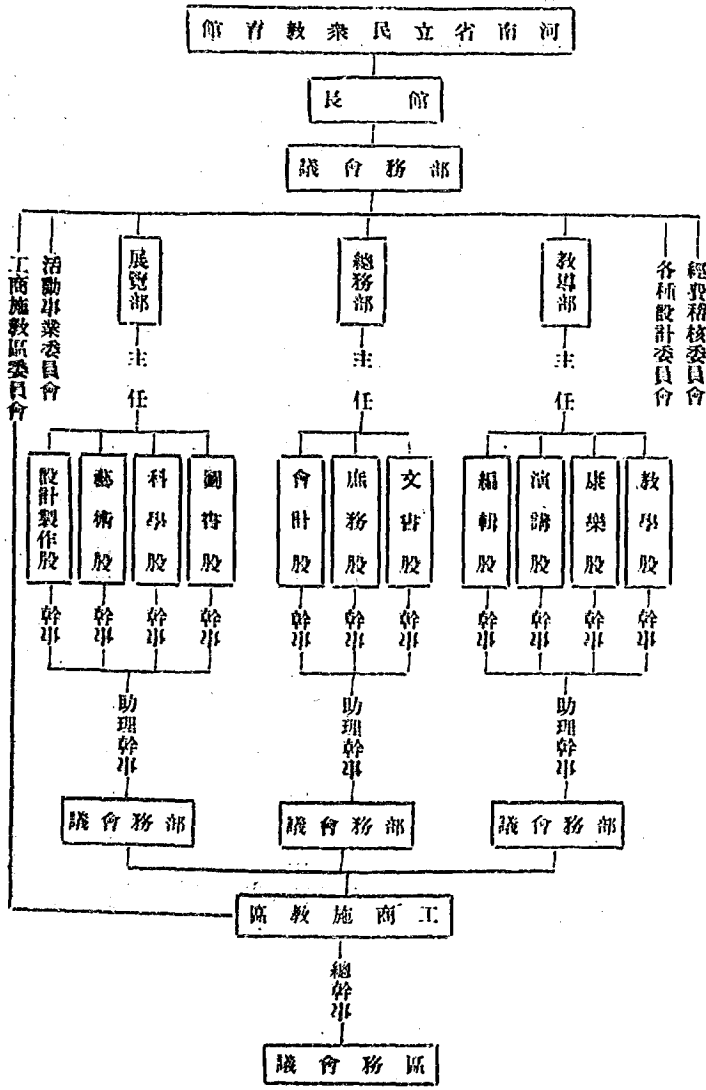 河南省立民衆教育館
館長
部務會議
經費稽核委員會
各種設計委員會
教導部
總務部
展覽部
活動事業委員會
工商施教區委員會
主任
主任
主任
教學股
康樂股
演講股
編輯股
文書股
庶務股
會計股
圖書股
科學股
藝術股
設計製作股
幹事
幹事
幹事
幹事
幹事
幹事
幹事
幹事
幹事
幹事
幹事
助理幹事
助理幹事
助理幹事
部務會議
部務會議
部務會議
工商施教區
總幹事
區務會議